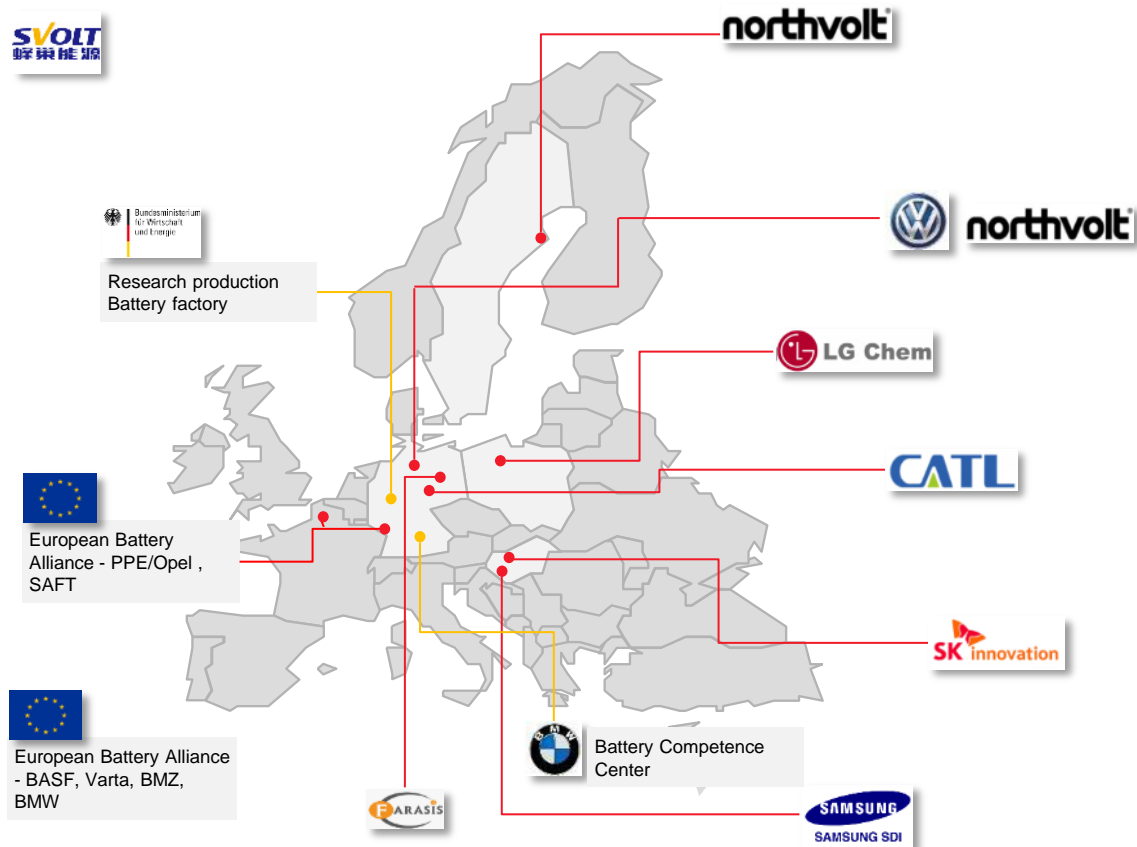 northvolt
SVOLT
蜂巢能源
northvolt
Bundesministerium
für Wirtschaft
und Energie
Research production
Battery factory
LG Chem
CATL
European Battery
Alliance - PPE/Opel ,
SAFT
SK innovation
European Battery Alliance
- BASF, Varta, BMZ,
BMW
BMW
Battery Competence
Center
FARASIS
SAMSUNG
SAMSUNG SDI